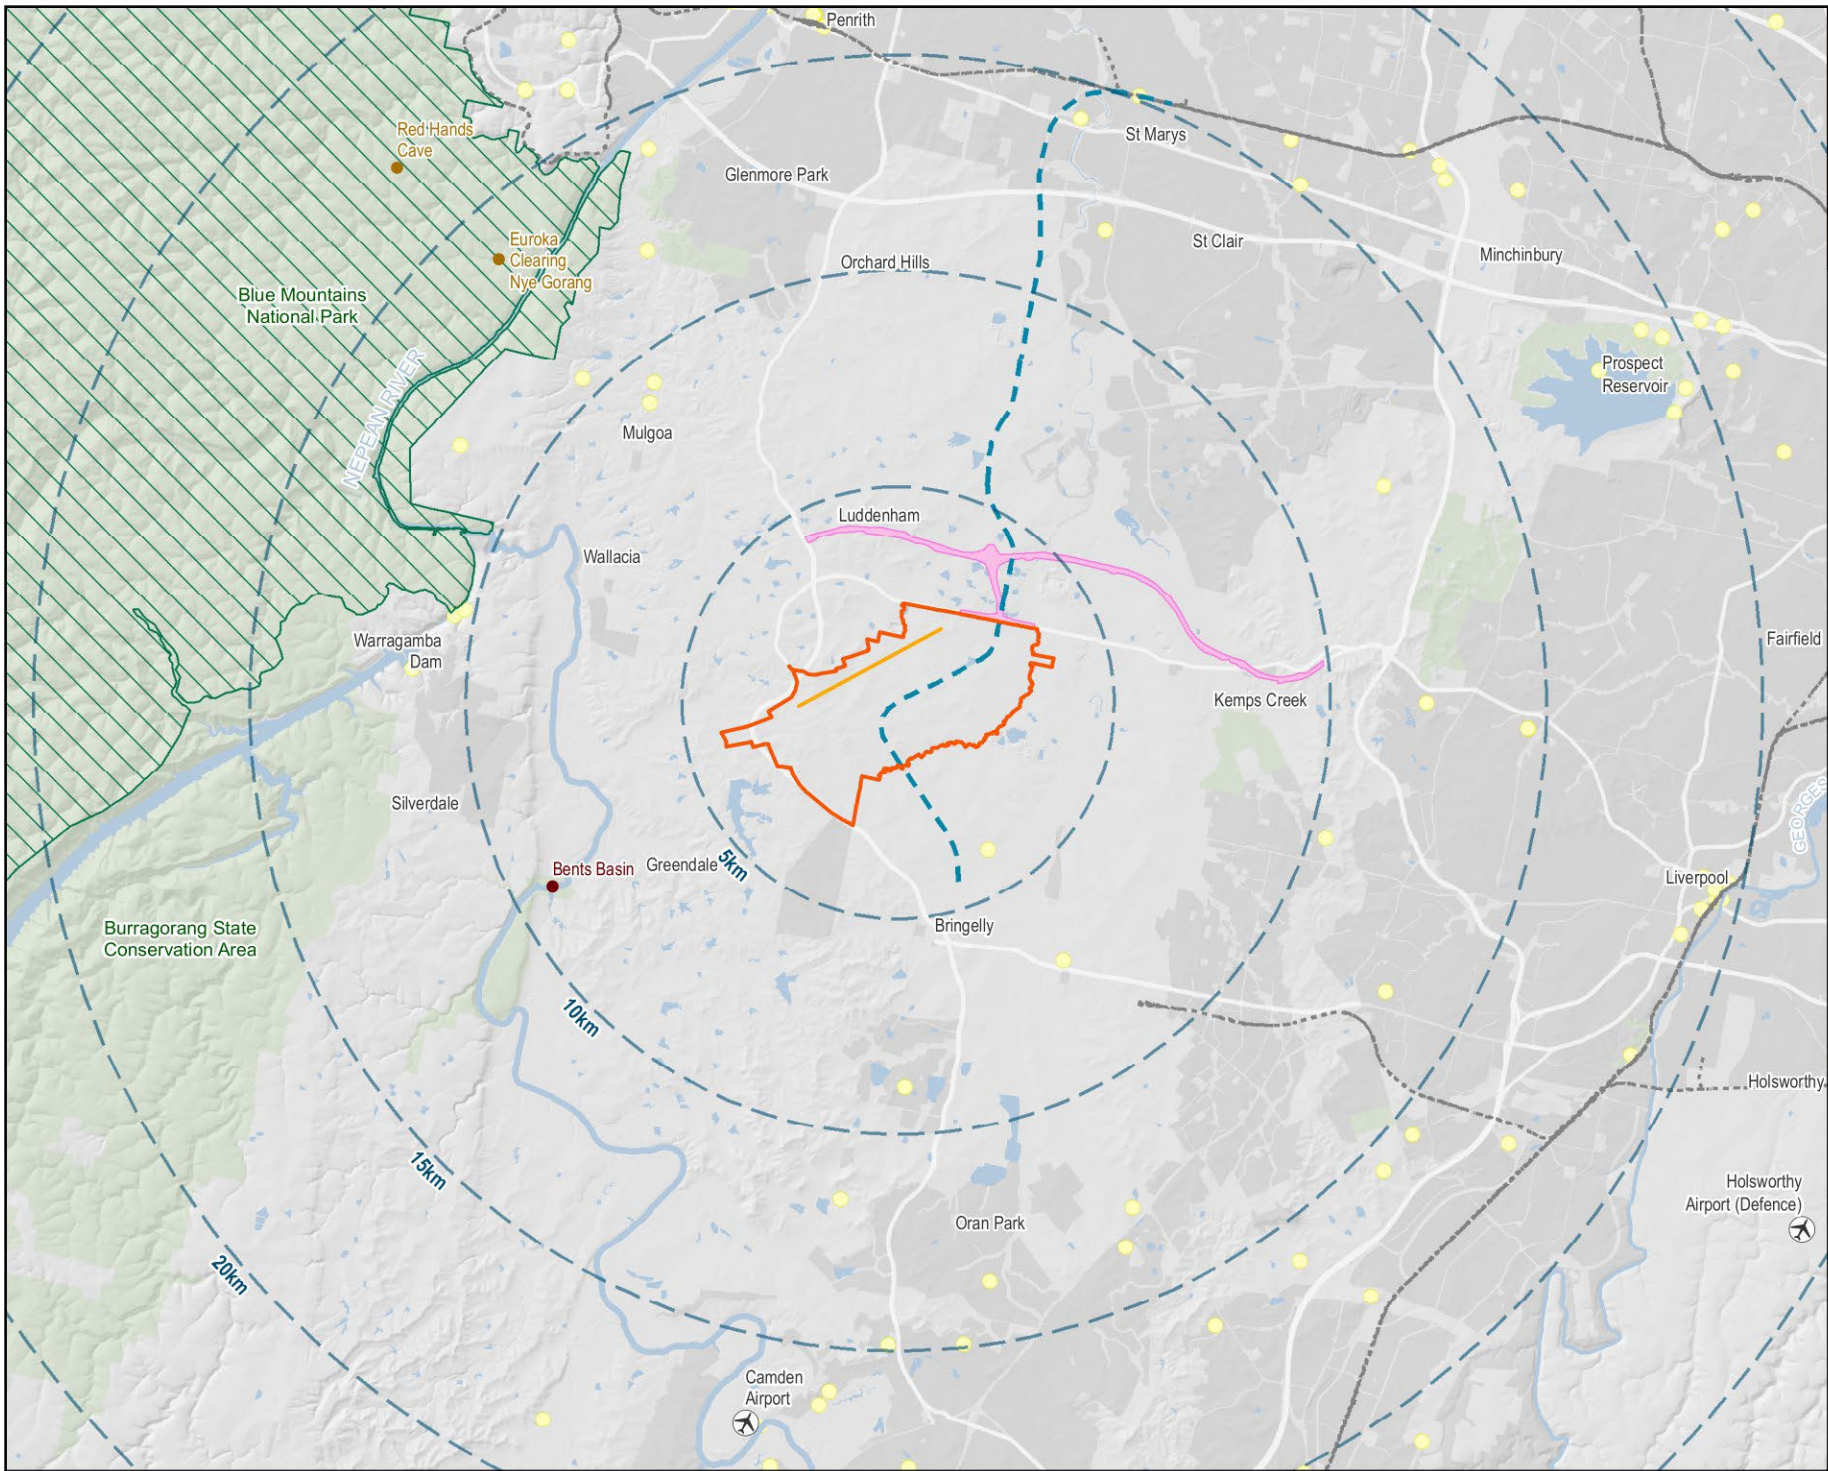 Penrith
Red Hands
Cave
St Marys
Glenmore Park
Euroka
Clearing
Nye Gorang
St Clair
Orchard Hills
Minchinbury
Blue Mountains
National Park
NEPEAN RIVER
Prospect
Reservoir
Mulgoa
Luddenham
Wallacia
Warragamba
Dam
Fairfield
Kemps Creek
Silverdale
GEORGES
Bents Basin
Greendale
5km
Liverpool
Burragorang State
Conservation Area
Bringelly
10km
Holsworthy
15km
Holsworthy
Airport (Defence)
Oran Park
20km
Camden
Airport